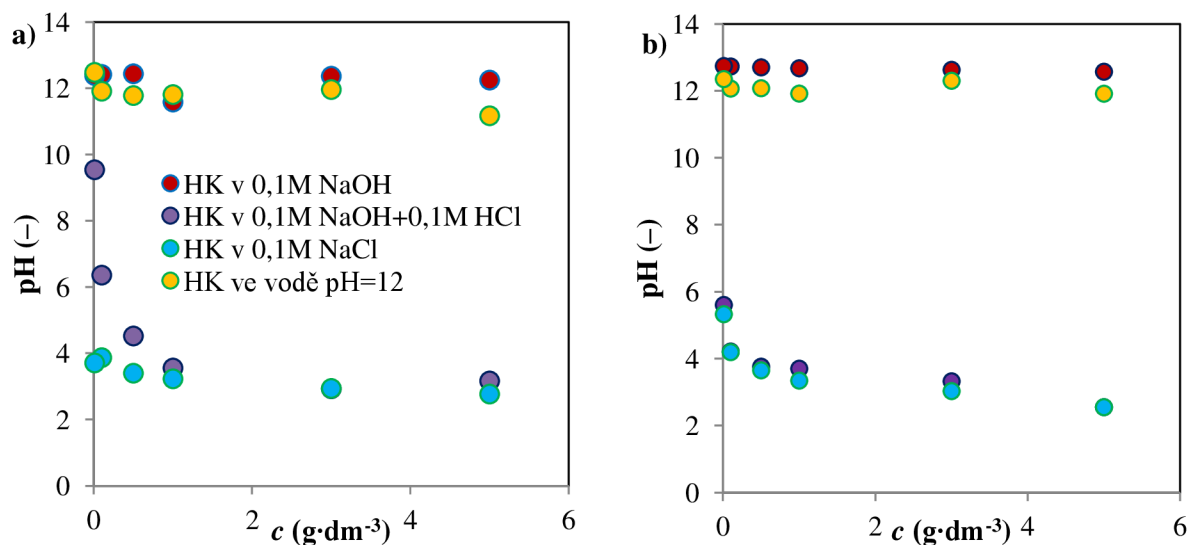 a)
14
12
10
8
6
4
2
0
pH (–)
HK v 0,1M NaOH
HK v 0,1M NaOH+0,1M HCl
HK v 0,1M NaCl
HK ve vodě pH=12
0 2 4 6
c (g·dm⁻³)
b)
14
12
10
8
6
4
2
0
pH (–)
0 2 4 6
c (g·dm⁻³)